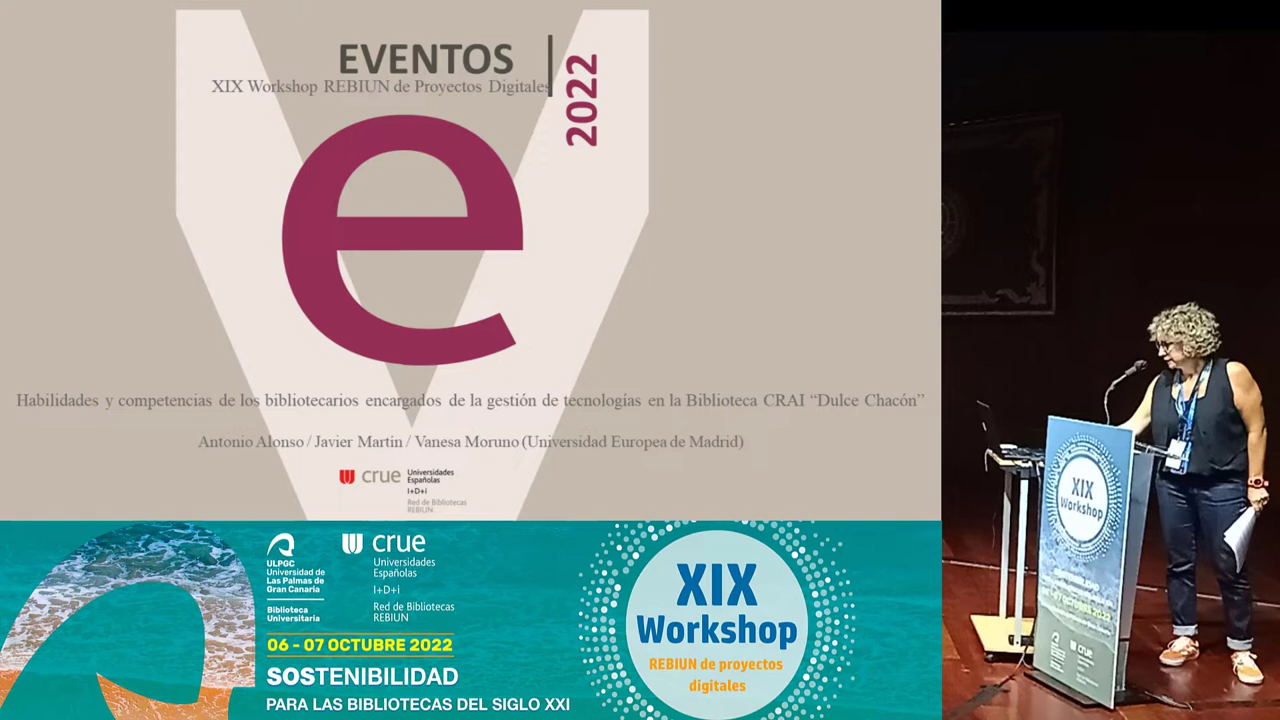 EVENTOS
2022
XIX Workshop REBIUN de Proyectos Digitales
e
Habilidades y competencias de los bibliotecarios encargados de la gestión de tecnologías en la Biblioteca CRAI “Dulce Chacón”
Antonio Alonso / Javier Martín / Vanesa Moruno (Universidad Europea de Madrid)
crue
Universidades
Españolas
I+D+i
Red de Bibliotecas
REBIUN
ULPGC
Universidad de
Las Palmas de
Gran Canaria
Biblioteca
Universitaria
crue
Universidades
Españolas
I+D+i
Red de Bibliotecas
REBIUN
06 - 07 OCTUBRE 2022
SOSTENIBILIDAD
PARA LAS BIBLIOTECAS DEL SIGLO XXI
XIX
Workshop
REBIUN de proyectos
digitales
XIX
Workshop
crue